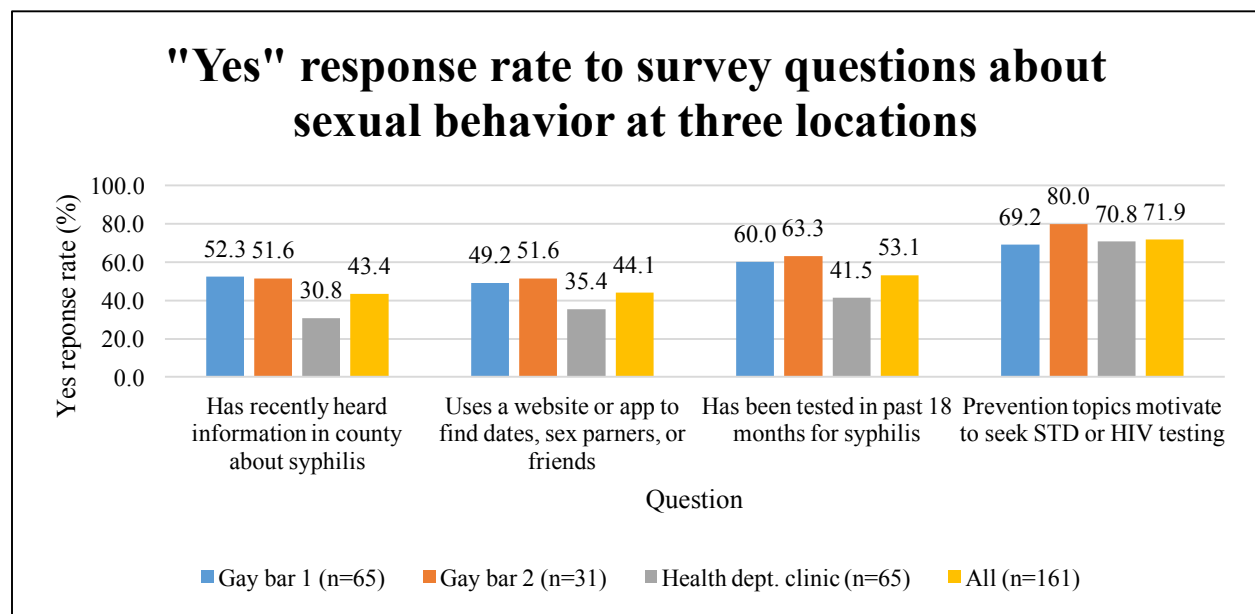 "Yes" response rate to survey questions about
sexual behavior at three locations
Yes reponse rate (%)
100.0
80.0
60.0
40.0
20.0
0.0
52.3 51.6 30.8 43.4
49.2 51.6 35.4 44.1
60.0 63.3 41.5 53.1
69.2 80.0 70.8 71.9
Has recently heard
information in county
about syphilis
Uses a website or app to
find dates, sex parners, or
friends
Has been tested in past 18
months for syphilis
Prevention topics motivate
to seek STD or HIV testing
Question
Gay bar 1 (n=65) Gay bar 2 (n=31) Health dept. clinic (n=65) All (n=161)